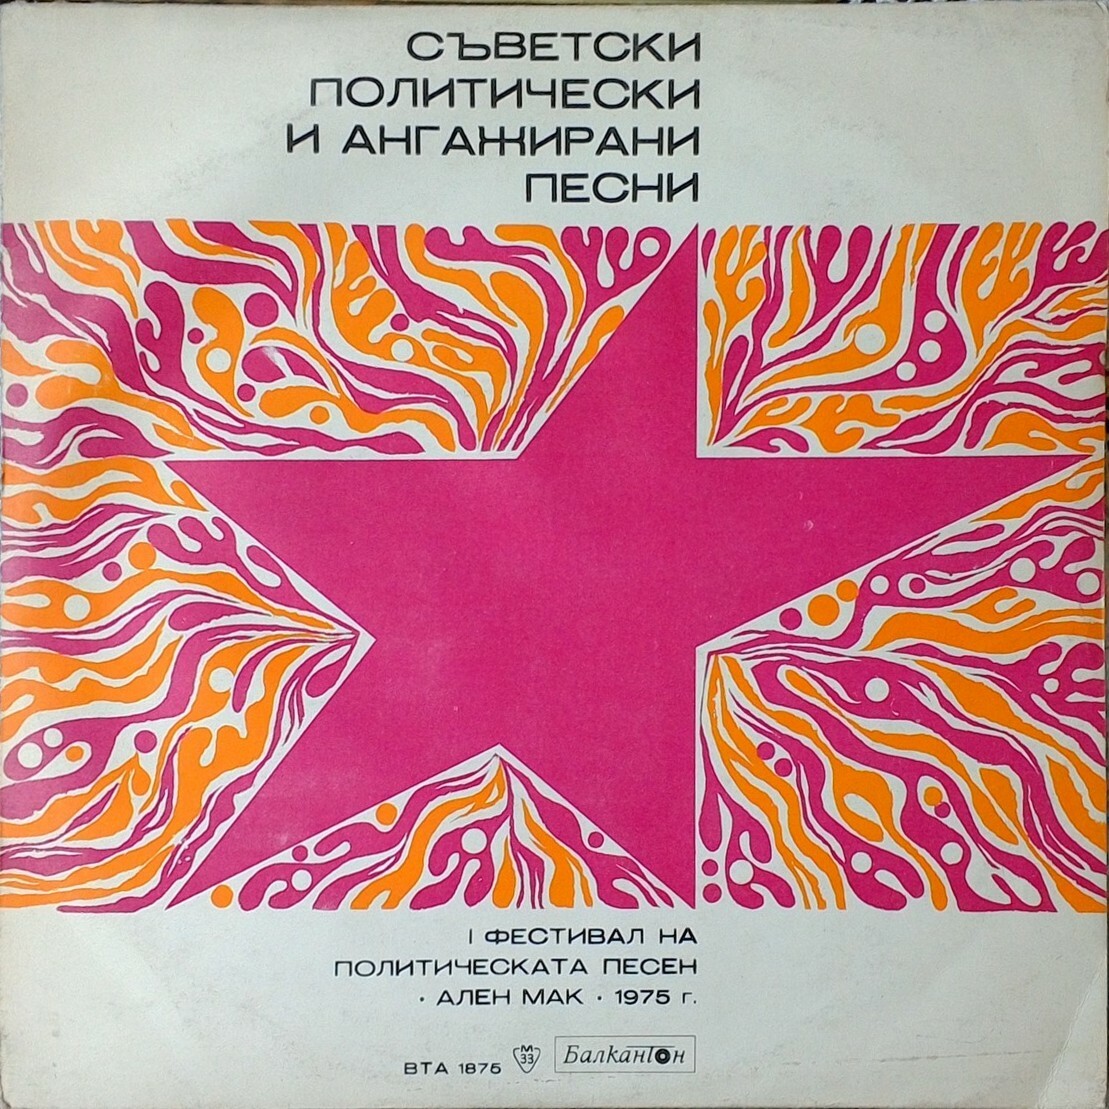 СЪВЕТСКИ
ПОЛИТИЧЕСКИ
И АНГАЖИРАНИ
ПЕСНИ
I ФЕСТИВАЛ НА
ПОЛИТИЧЕСКАТА ПЕСЕН
• АЛЕН МАК • 1975 г.
ВТА 1875 М 33 Балкантон